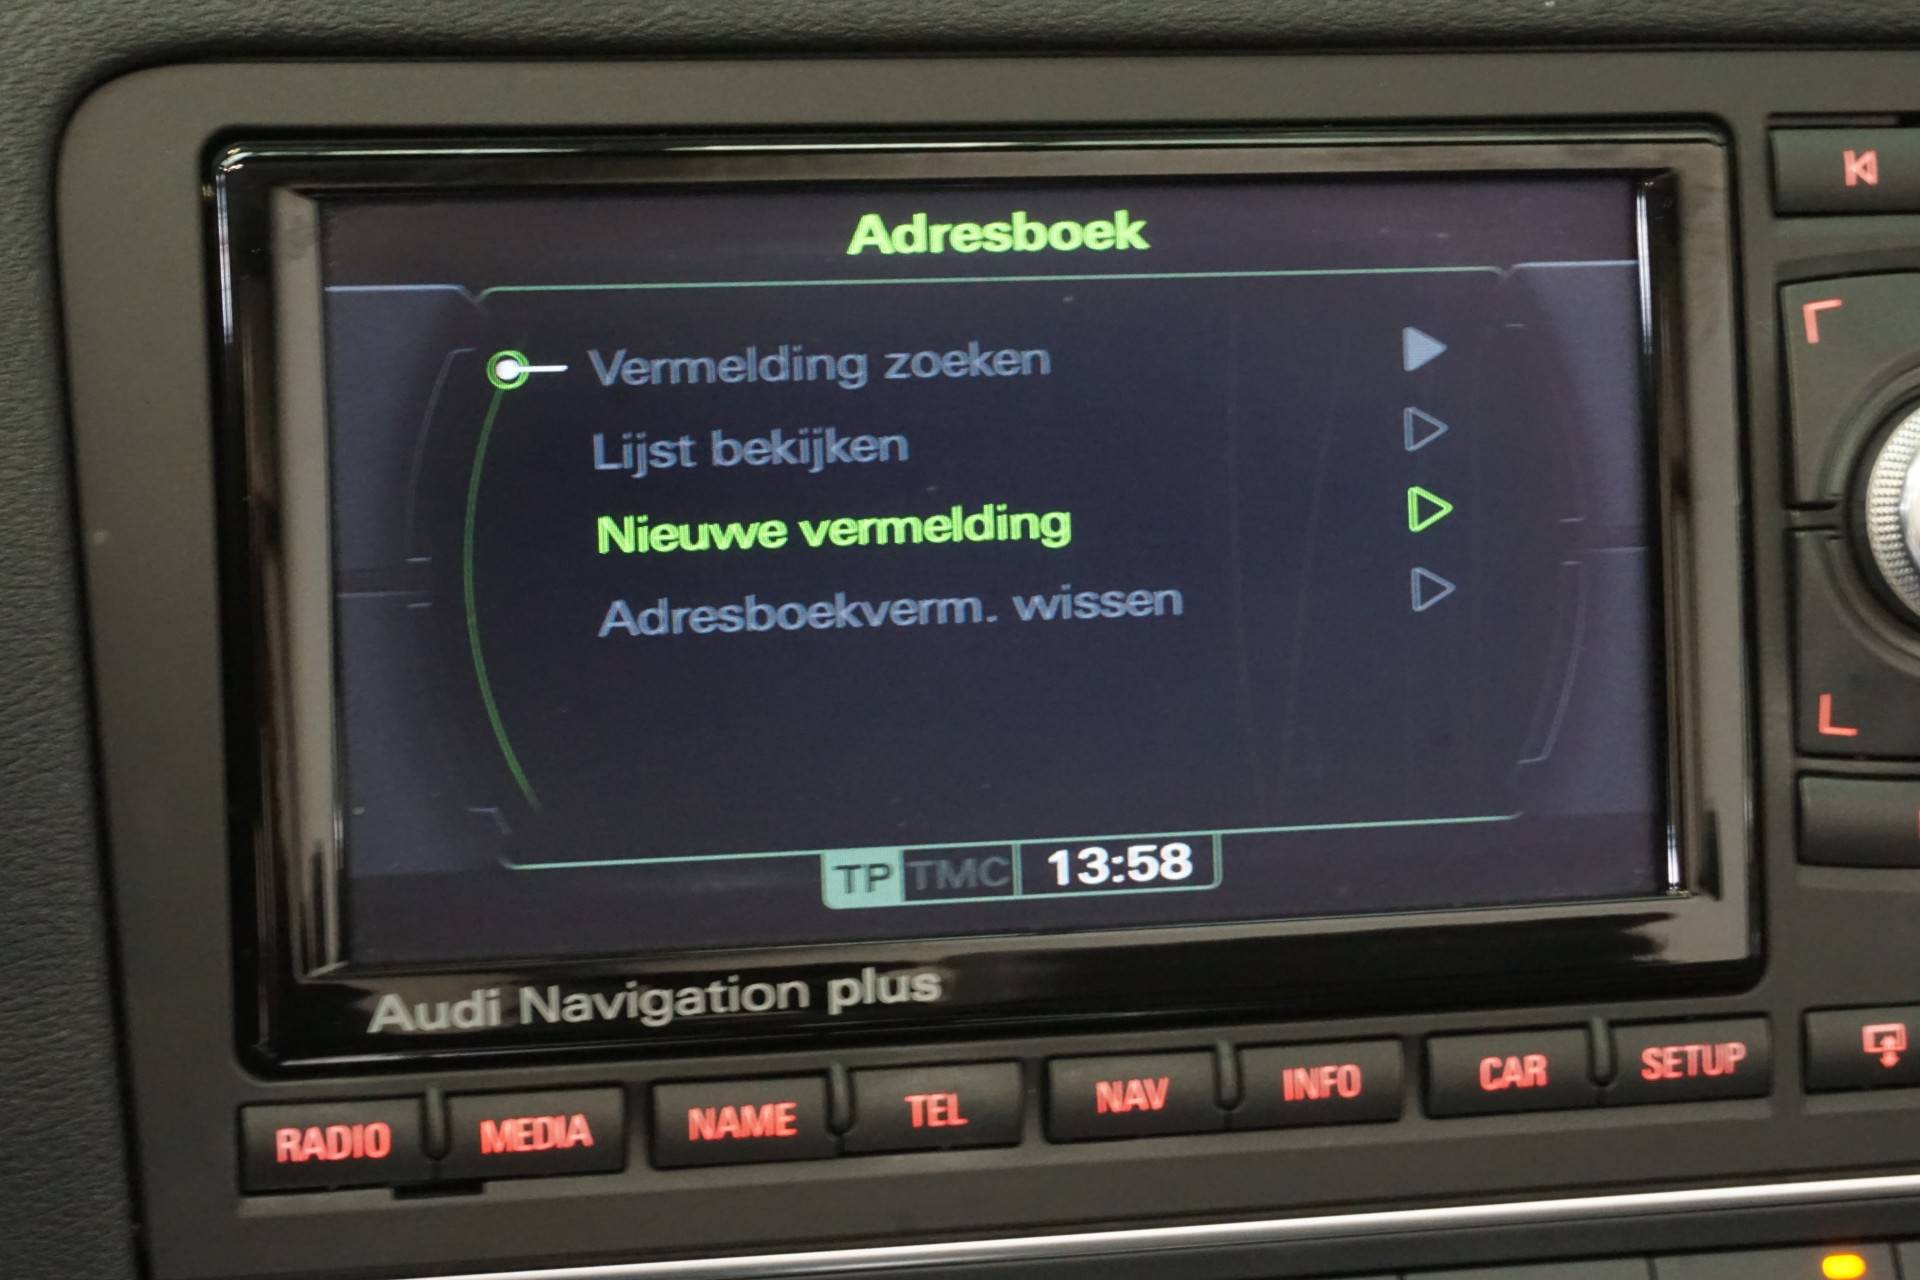 Adresboek
Vermelding zoeken
Lijst bekijken
Nieuwe vermelding
Adresboekverm. wissen
TP TMC 13:58
Audi Navigation plus
RADIO MEDIA NAME TEL NAV INFO CAR SETUP